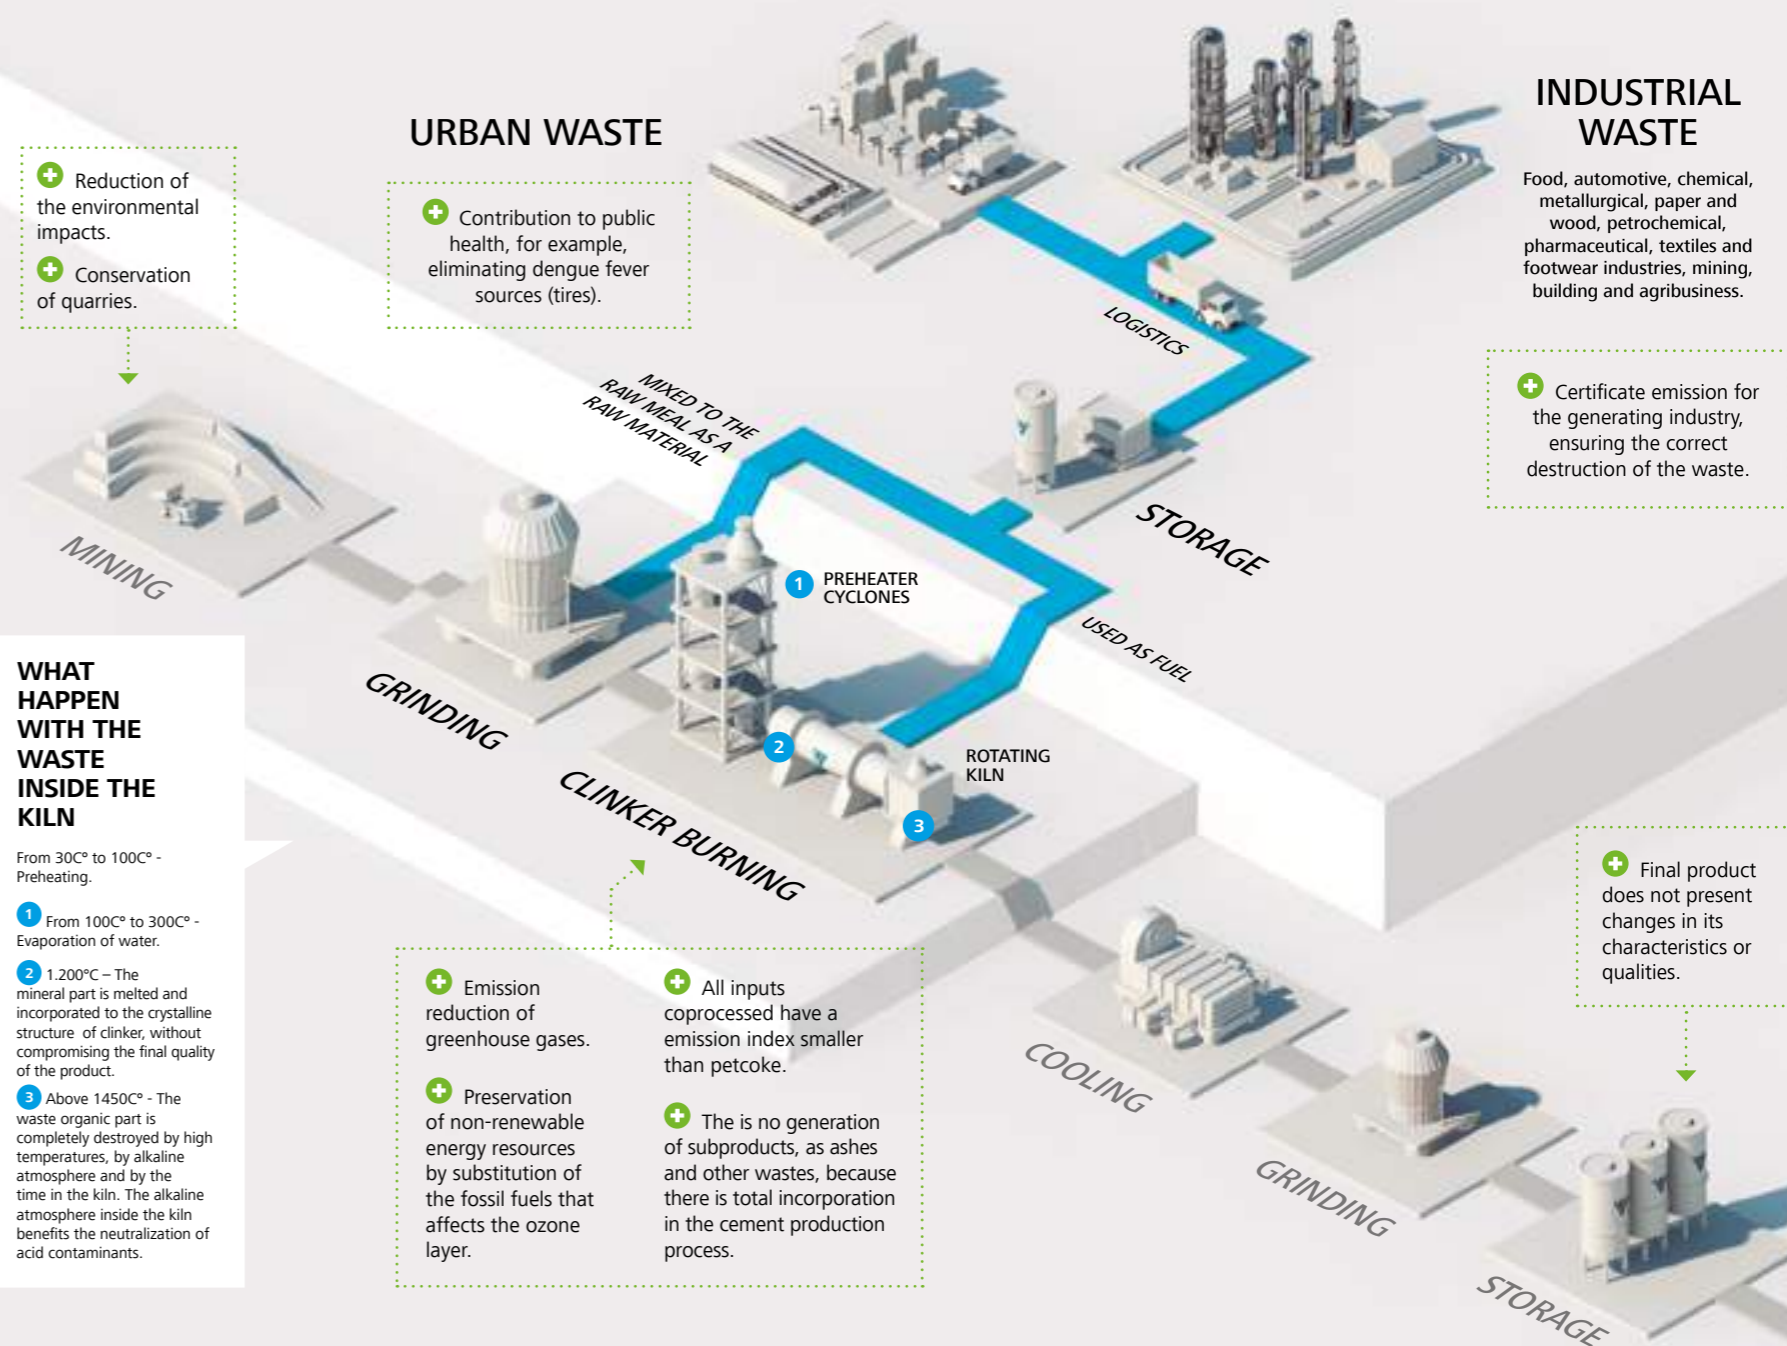 URBAN WASTE
INDUSTRIAL
WASTE
Food, automotive, chemical,
metallurgical, paper and
wood, petrochemical,
pharmaceutical, textiles and
footwear industries, mining,
building and agribusiness.
Reduction of
the environmental
impacts.
Conservation
of quarries.
Contribution to public
health, for example,
eliminating dengue fever
sources (tires).
LOGISTICS
Certificate emission for
the generating industry,
ensuring the correct
destruction of the waste.
MIXED TO THE
RAW MEAL AS A
RAW MATERIAL
STORAGE
MINING
1 PREHEATER
CYCLONES
USED AS FUEL
GRINDING
2
ROTATING
KILN
3
CLINKER BURNING
WHAT
HAPPEN
WITH THE
WASTE
INSIDE THE
KILN
From 30Cº to 100Cº -
Preheating.
1 From 100Cº to 300Cº -
Evaporation of water.
2 1.200°C – The
mineral part is melted and
incorporated to the crystalline
structure of clinker, without
compromising the final quality
of the product.
3 Above 1450Cº - The
waste organic part is
completely destroyed by high
temperatures, by alkaline
atmosphere and by the
time in the kiln. The alkaline
atmosphere inside the kiln
benefits the neutralization of
acid contaminants.
Emission
reduction of
greenhouse gases.
Preservation
of non-renewable
energy resources
by substitution of
the fossil fuels that
affects the ozone
layer.
All inputs
coprocessed have a
emission index smaller
than petcoke.
The is no generation
of subproducts, as ashes
and other wastes, because
there is total incorporation
in the cement production
process.
Final product
does not present
changes in its
characteristics or
qualities.
COOLING
GRINDING
STORAGE